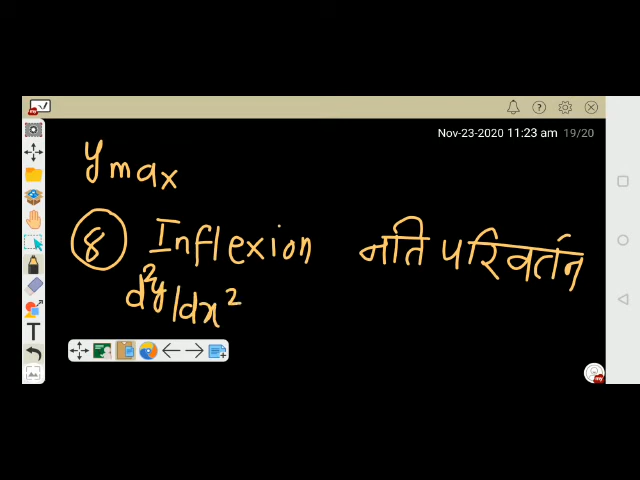 Nov-23-2020 11:23 am 19/20
ymax
8 Inflexion नति परिवर्तन
d²y/dx²
T